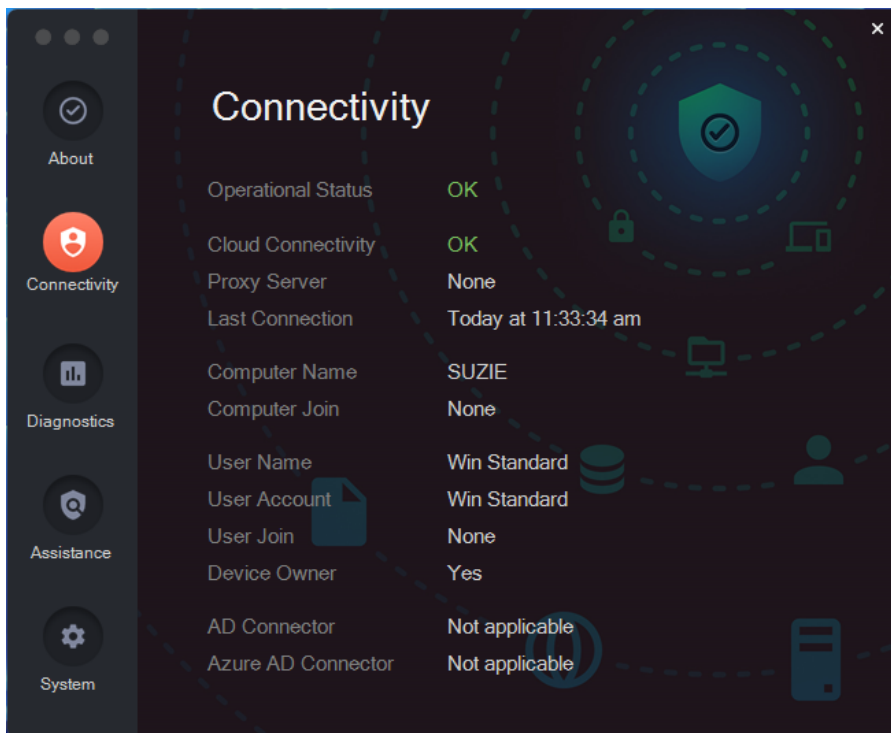 About
Connectivity
Diagnostics
Assistance
System
Connectivity
Operational Status OK
Cloud Connectivity OK
Proxy Server None
Last Connection Today at 11:33:34 am
Computer Name SUZIE
Computer Join None
User Name Win Standard
User Account Win Standard
User Join None
Device Owner Yes
AD Connector Not applicable
Azure AD Connector Not applicable